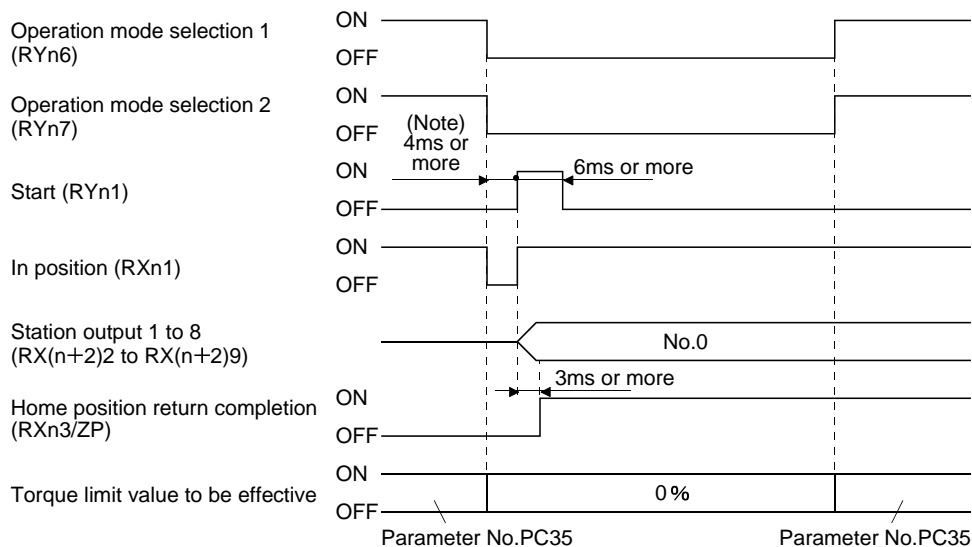 Operation mode selection 1
(RYn6)
ON
OFF
Operation mode selection 2
(RYn7)
ON
OFF
(Note)
4ms or
more
Start (RYn1)
ON
OFF
6ms or more
In position (RXn1)
ON
OFF
Station output 1 to 8
(RX(n+2)2 to RX(n+2)9)
No.0
3ms or more
Home position return completion
(RXn3/ZP)
ON
OFF
Torque limit value to be effective
ON
OFF
0%
Parameter No.PC35
Parameter No.PC35